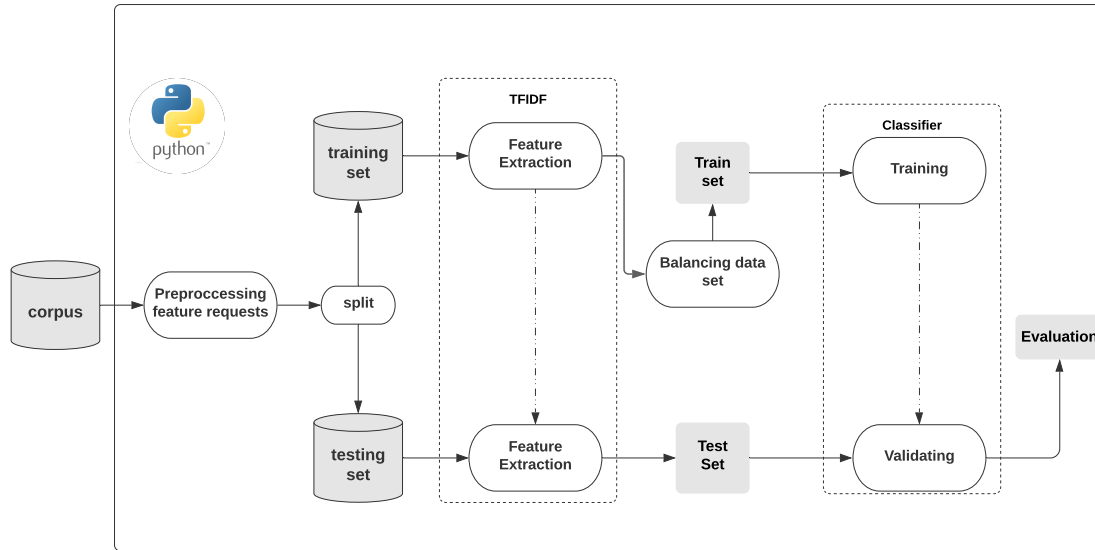 python™
TFIDF
Classifier
training
set
Feature
Extraction
Train
set
Training
Balancing data
set
corpus
Preproccessing
feature requests
split
Evaluation
testing
set
Feature
Extraction
Test
Set
Validating